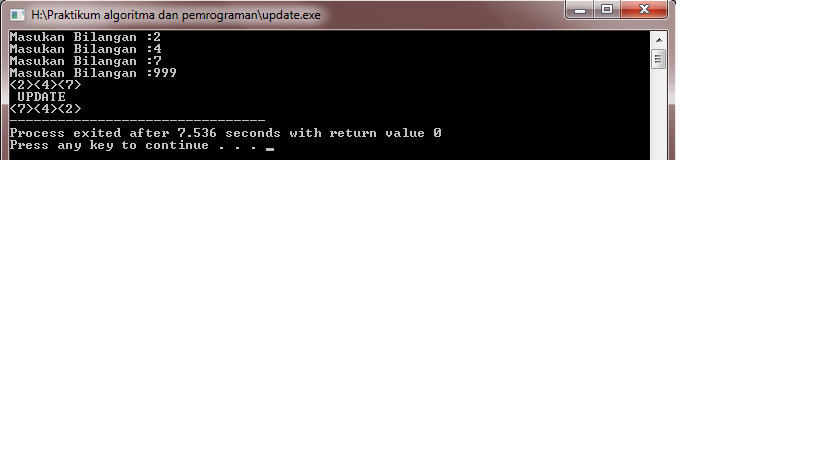 H:\Praktikum algoritma dan pemrograman\update.exe
Masukan Bilangan :2
Masukan Bilangan :4
Masukan Bilangan :7
Masukan Bilangan :999
<2><4><7>
 UPDATE
<7><4><2>
--------------------------------
Process exited after 7.536 seconds with return value 0
Press any key to continue . . . _